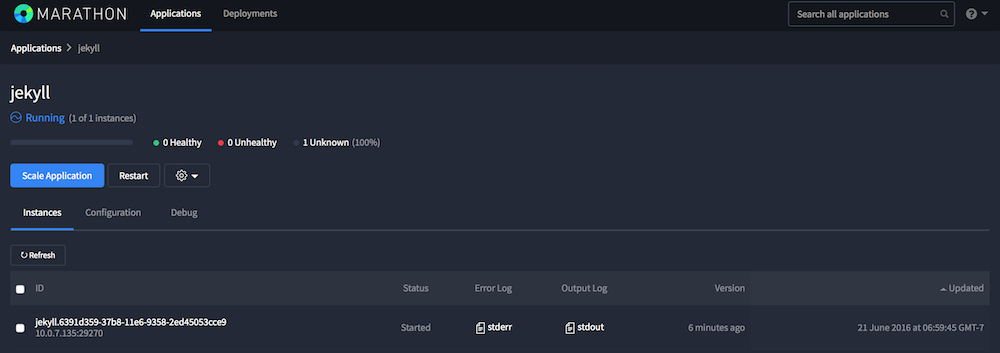 MARATHON Applications Deployments Search all applications ?
Applications > jekyll
jekyll
Running (1 of 1 instances)
0 Healthy 0 Unhealthy 1 Unknown (100%)
Scale Application Restart
Instances Configuration Debug
Refresh
ID Status Error Log Output Log Version Updated
jekyll.6391d359-37b8-11e6-9358-2ed45053cce9 Started stderr stdout 6 minutes ago 21 June 2016 at 06:59:45 GMT-7
10.0.7.135:29270